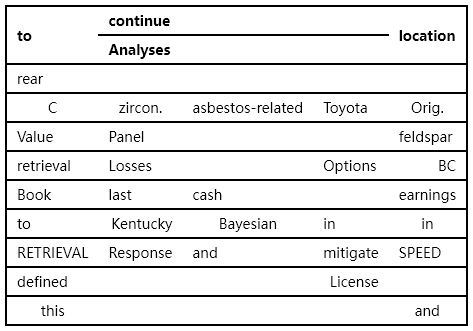 to continue location
Analyses
rear
C zircon. asbestos-related Toyota Orig.
Value Panel feldspar
retrieval Losses Options BC
Book last cash earnings
to Kentucky Bayesian in in
RETRIEVAL Response and mitigate SPEED
defined License
this and